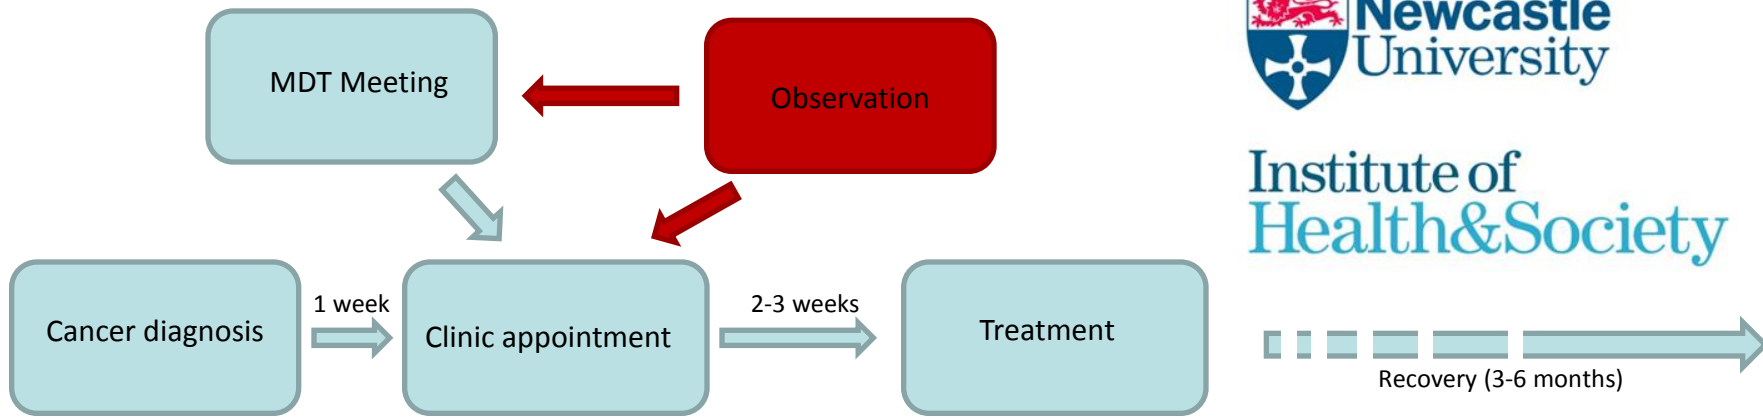 MDT Meeting
Observation
Newcastle
University
Institute of
Health&Society
Cancer diagnosis
1 week
Clinic appointment
2-3 weeks
Treatment
Recovery (3-6 months)